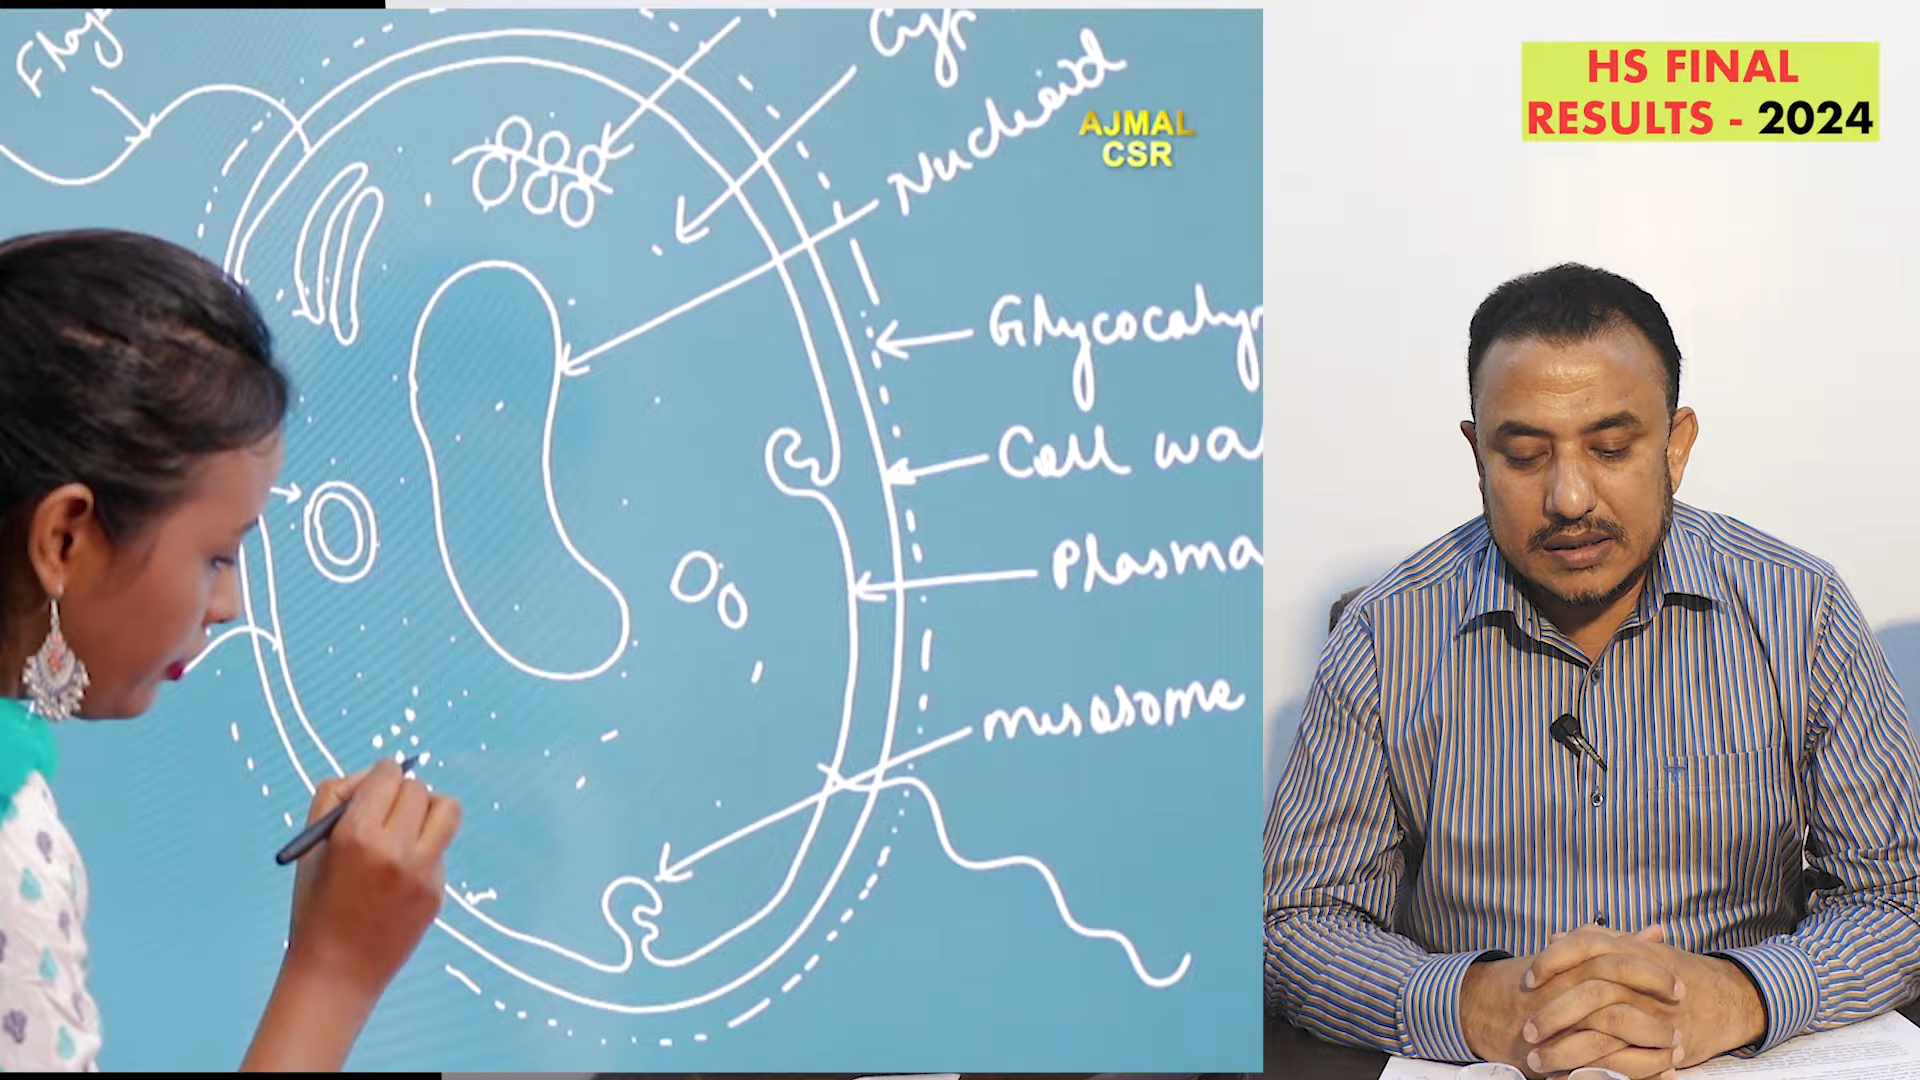 Nucleoid
Glycocaly
Cell wa
Plasma
mesosome
AJMAL
CSR
HS FINAL
RESULTS - 2024